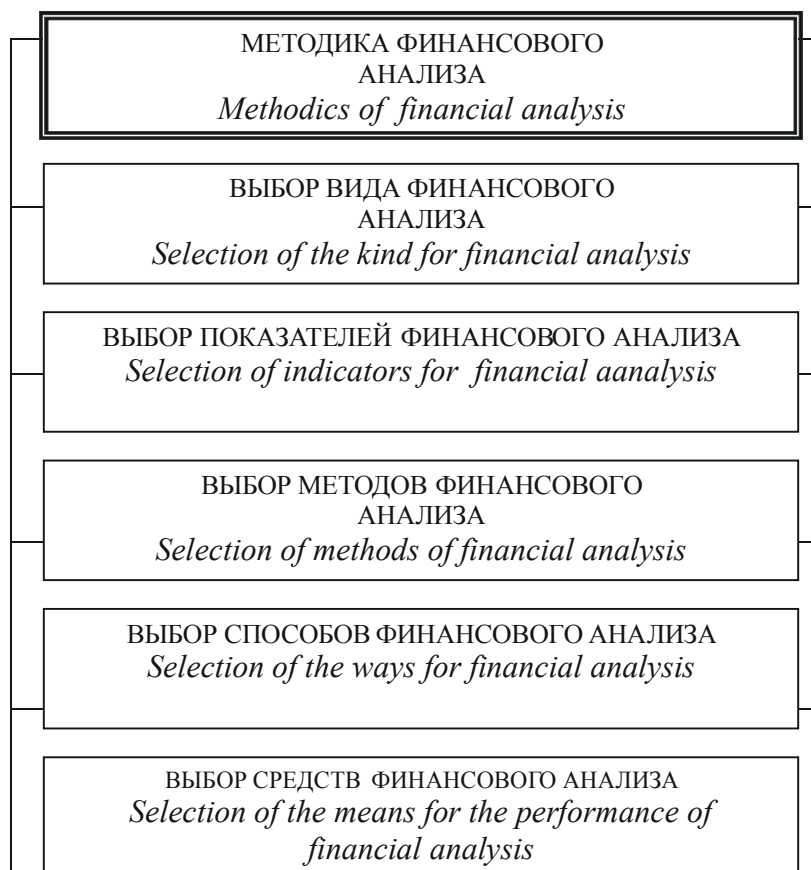 МЕТОДИКА ФИНАНСОВОГО
АНАЛИЗА
Methodics of financial analysis
ВЫБОР ВИДА ФИНАНСОВОГО
АНАЛИЗА
Selection of the kind for financial analysis
ВЫБОР ПОКАЗАТЕЛЕЙ ФИНАНСОВОГО АНАЛИЗА
Selection of indicators for financial aanalysis
ВЫБОР МЕТОДОВ ФИНАНСОВОГО
АНАЛИЗА
Selection of methods of financial analysis
ВЫБОР СПОСОБОВ ФИНАНСОВОГО АНАЛИЗА
Selection of the ways for financial analysis
ВЫБОР СРЕДСТВ ФИНАНСОВОГО АНАЛИЗА
Selection of the means for the performance of
financial analysis